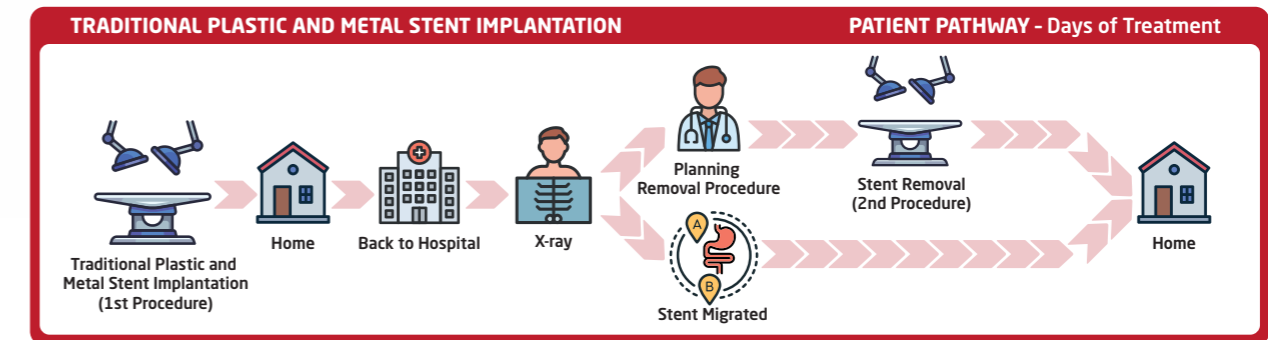 TRADITIONAL PLASTIC AND METAL STENT IMPLANTATION
PATIENT PATHWAY – Days of Treatment
Traditional Plastic and
Metal Stent Implantation
(1st Procedure)
Home
Back to Hospital
X-ray
Planning
Removal Procedure
Stent Removal
(2nd Procedure)
A
B
Stent Migrated
Home